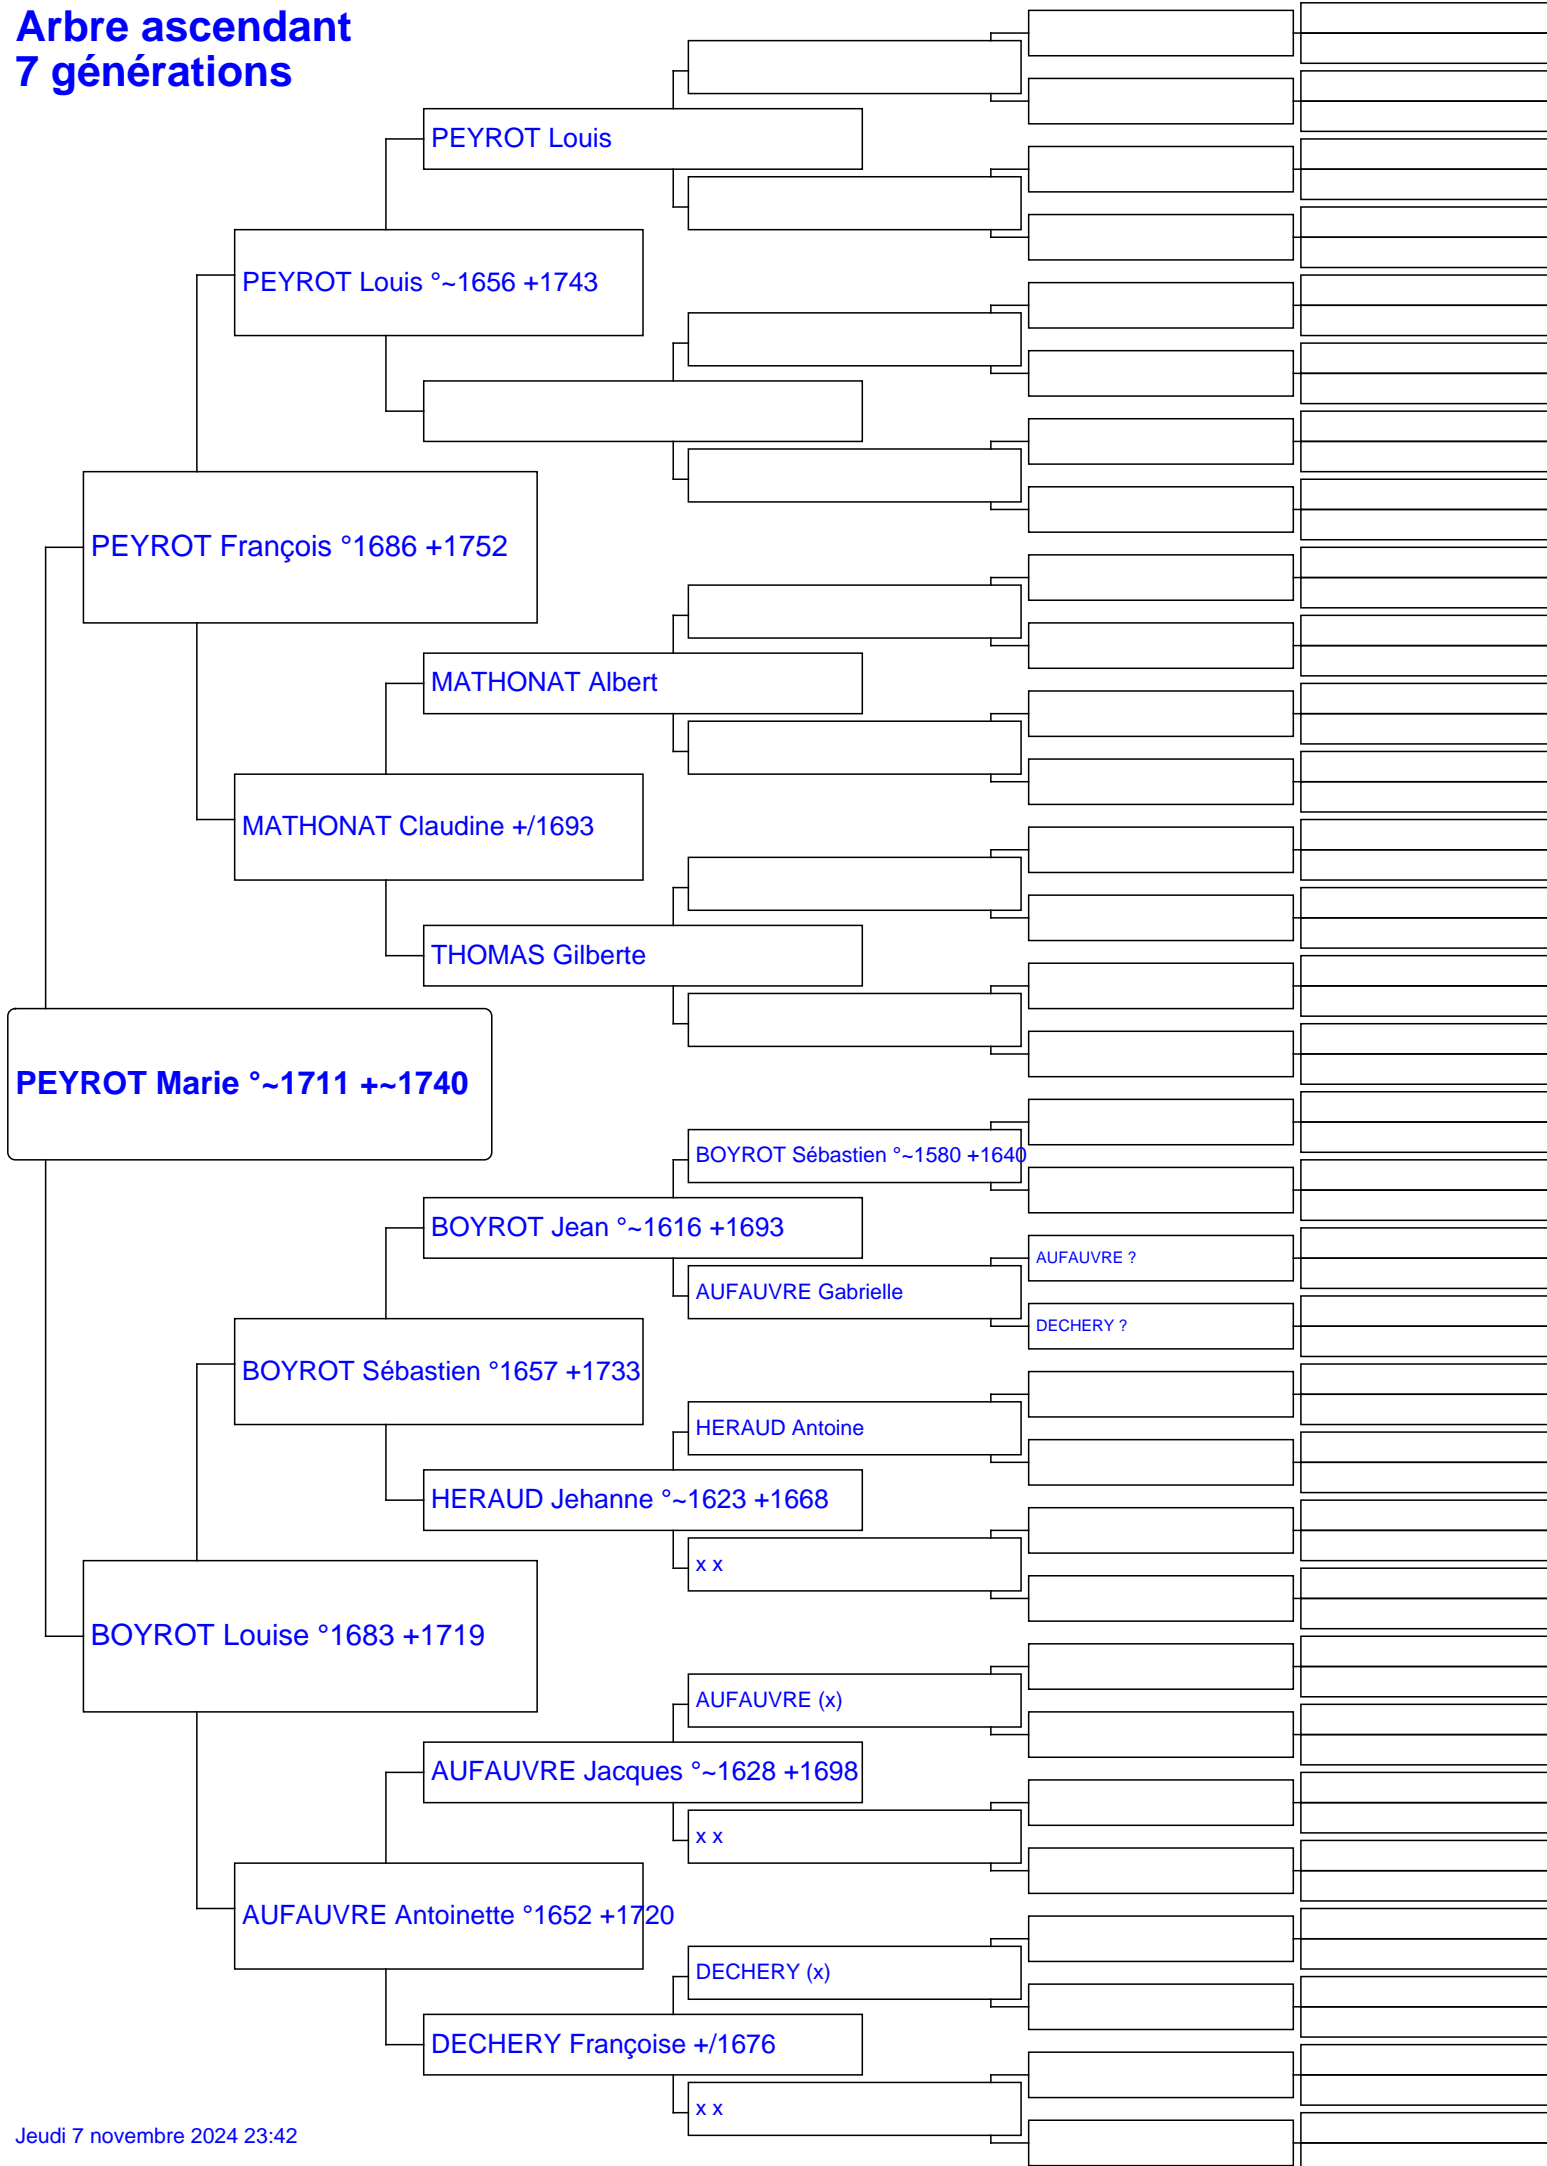 Arbre ascendant
7 générations
PEYROT Louis
PEYROT Louis °~1656 +1743
PEYROT François °1686 +1752
MATHONAT Albert
MATHONAT Claudine +/1693
THOMAS Gilberte
PEYROT Marie °~1711 +~1740
BOYROT Sébastien °~1580 +1640
BOYROT Jean °~1616 +1693
AUFAUVRE ?
AUFAUVRE Gabrielle
DECHERY ?
BOYROT Sébastien °1657 +1733
HERAUD Antoine
HERAUD Jehanne °~1623 +1668
x x
BOYROT Louise °1683 +1719
AUFAUVRE (x)
AUFAUVRE Jacques °~1628 +1698
x x
AUFAUVRE Antoinette °1652 +1720
DECHERY (x)
DECHERY Françoise +/1676
x x
Jeudi 7 novembre 2024 23:42